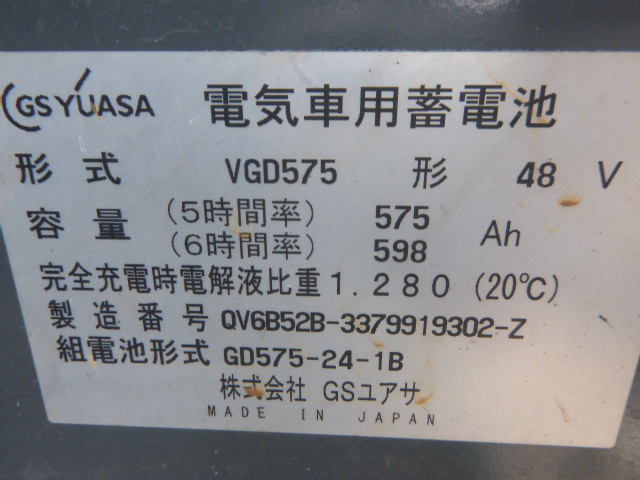 GS YUASA 電気車用蓄電池
形式 VGD575 形 48 V
容量 (5時間率) 575 Ah
(6時間率) 598
完全充電時電解液比重1.280 (20℃)
製造番号 QV6B52B-3379919302-Z
組電池形式 GD575-24-1B
株式会社 GSユアサ
MADE IN JAPAN